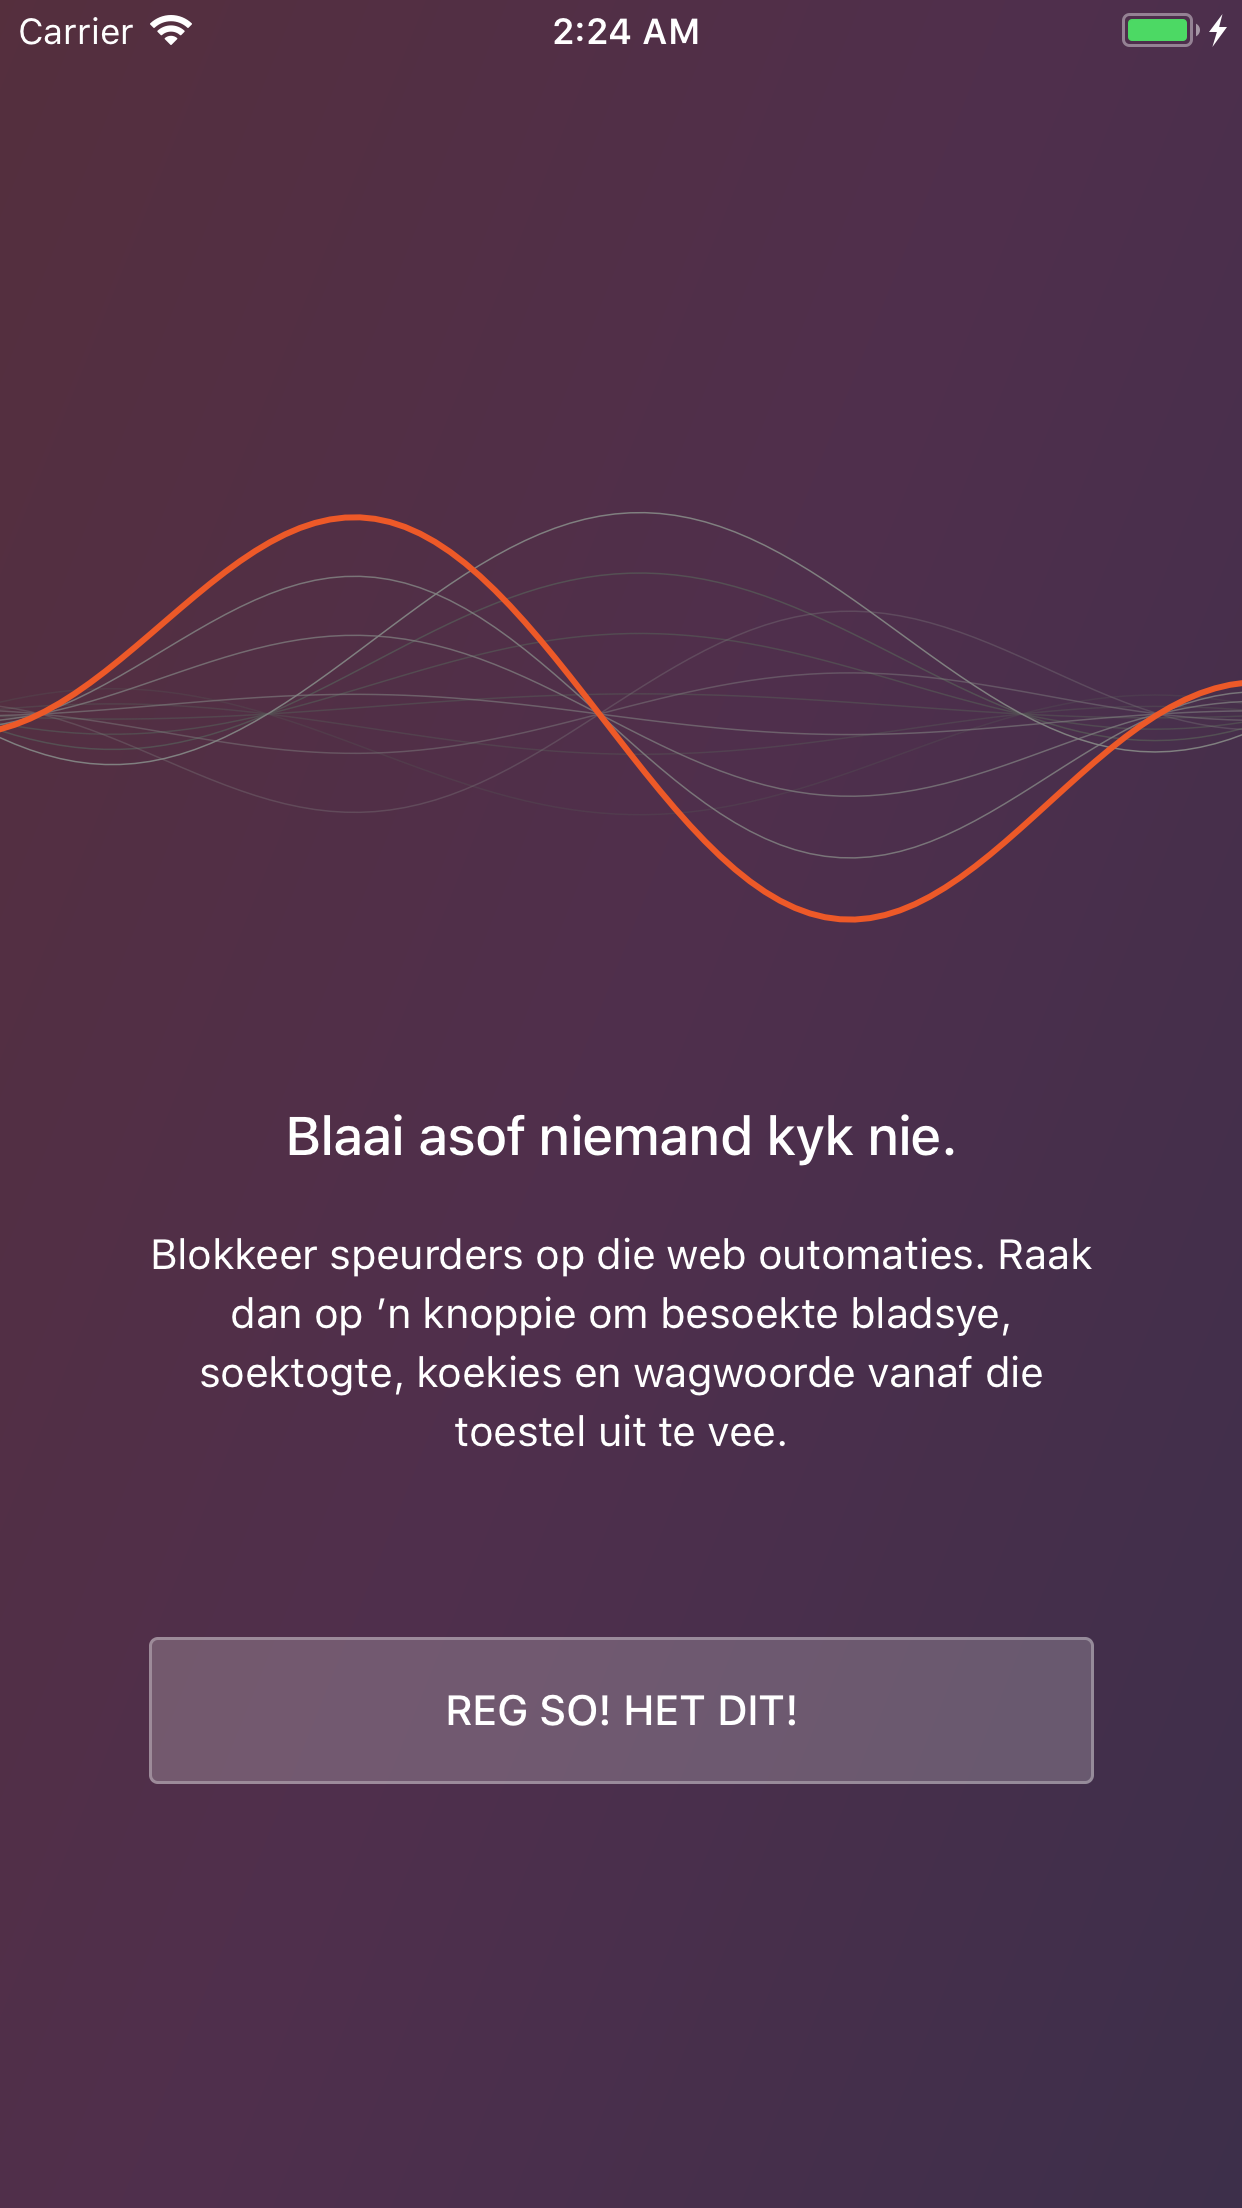 Carrier
2:24 AM
Blaai asof niemand kyk nie.
Blokkeer speurders op die web outomaties. Raak
dan op ’n knoppie om besoekte bladsye,
soektogte, koekies en wagwoorde vanaf die
toestel uit te vee.
REG SO! HET DIT!